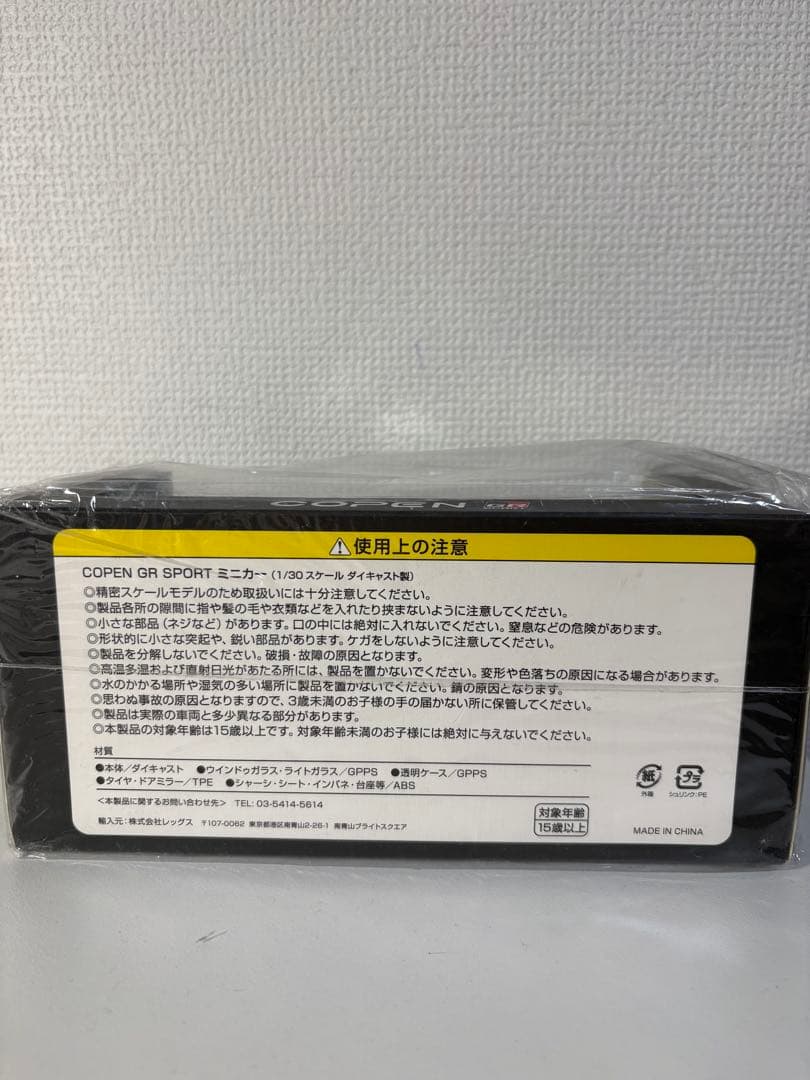 COPEN GR
⚠使用上の注意
COPEN GR SPORT ミニカー (1/30スケール ダイキャスト製)
◎精密スケールモデルのため取扱いには十分注意してください。
◎製品各所の隙間に指や髪の毛や衣類などを入れたり挟まないように注意してください。
◎小さな部品(ネジなど)があります。口の中には絶対に入れないでください。窒息などの危険があります。
◎形状的に小さな突起や、鋭い部品があります。ケガをしないように注意してください。
◎製品を分解しないでください。破損・故障の原因となります。
◎高温多湿および直射日光があたる所には、製品を置かないでください。変形や色落ちの原因になる場合があります。
◎水のかかる場所や湿気の多い場所に製品を置かないでください。錆の原因となります。
◎思わぬ事故の原因となりますので、3歳未満のお子様の手の届かない所に保管してください。
◎製品は実際の車両と多少異なる部分があります。
◎本製品の対象年齢は15歳以上です。対象年齢未満のお子様には絶対に与えないでください。
材質
●本体/ダイキャスト ●ウインドゥガラス・ライトガラス/GPPS ●透明ケース/GPPS
●タイヤ・ドアミラー/TPE ●シャーシ・シート・インパネ・台座等/ABS
<本製品に関するお問い合わせ先> TEL: 03-5414-5614
輸入元:株式会社レッグス 〒107-0062 東京都港区南青山2-26-1 南青山ブライトスクエア
対象年齢
15歳以上
紙
外箱
プラ
シュリンク:PE
MADE IN CHINA